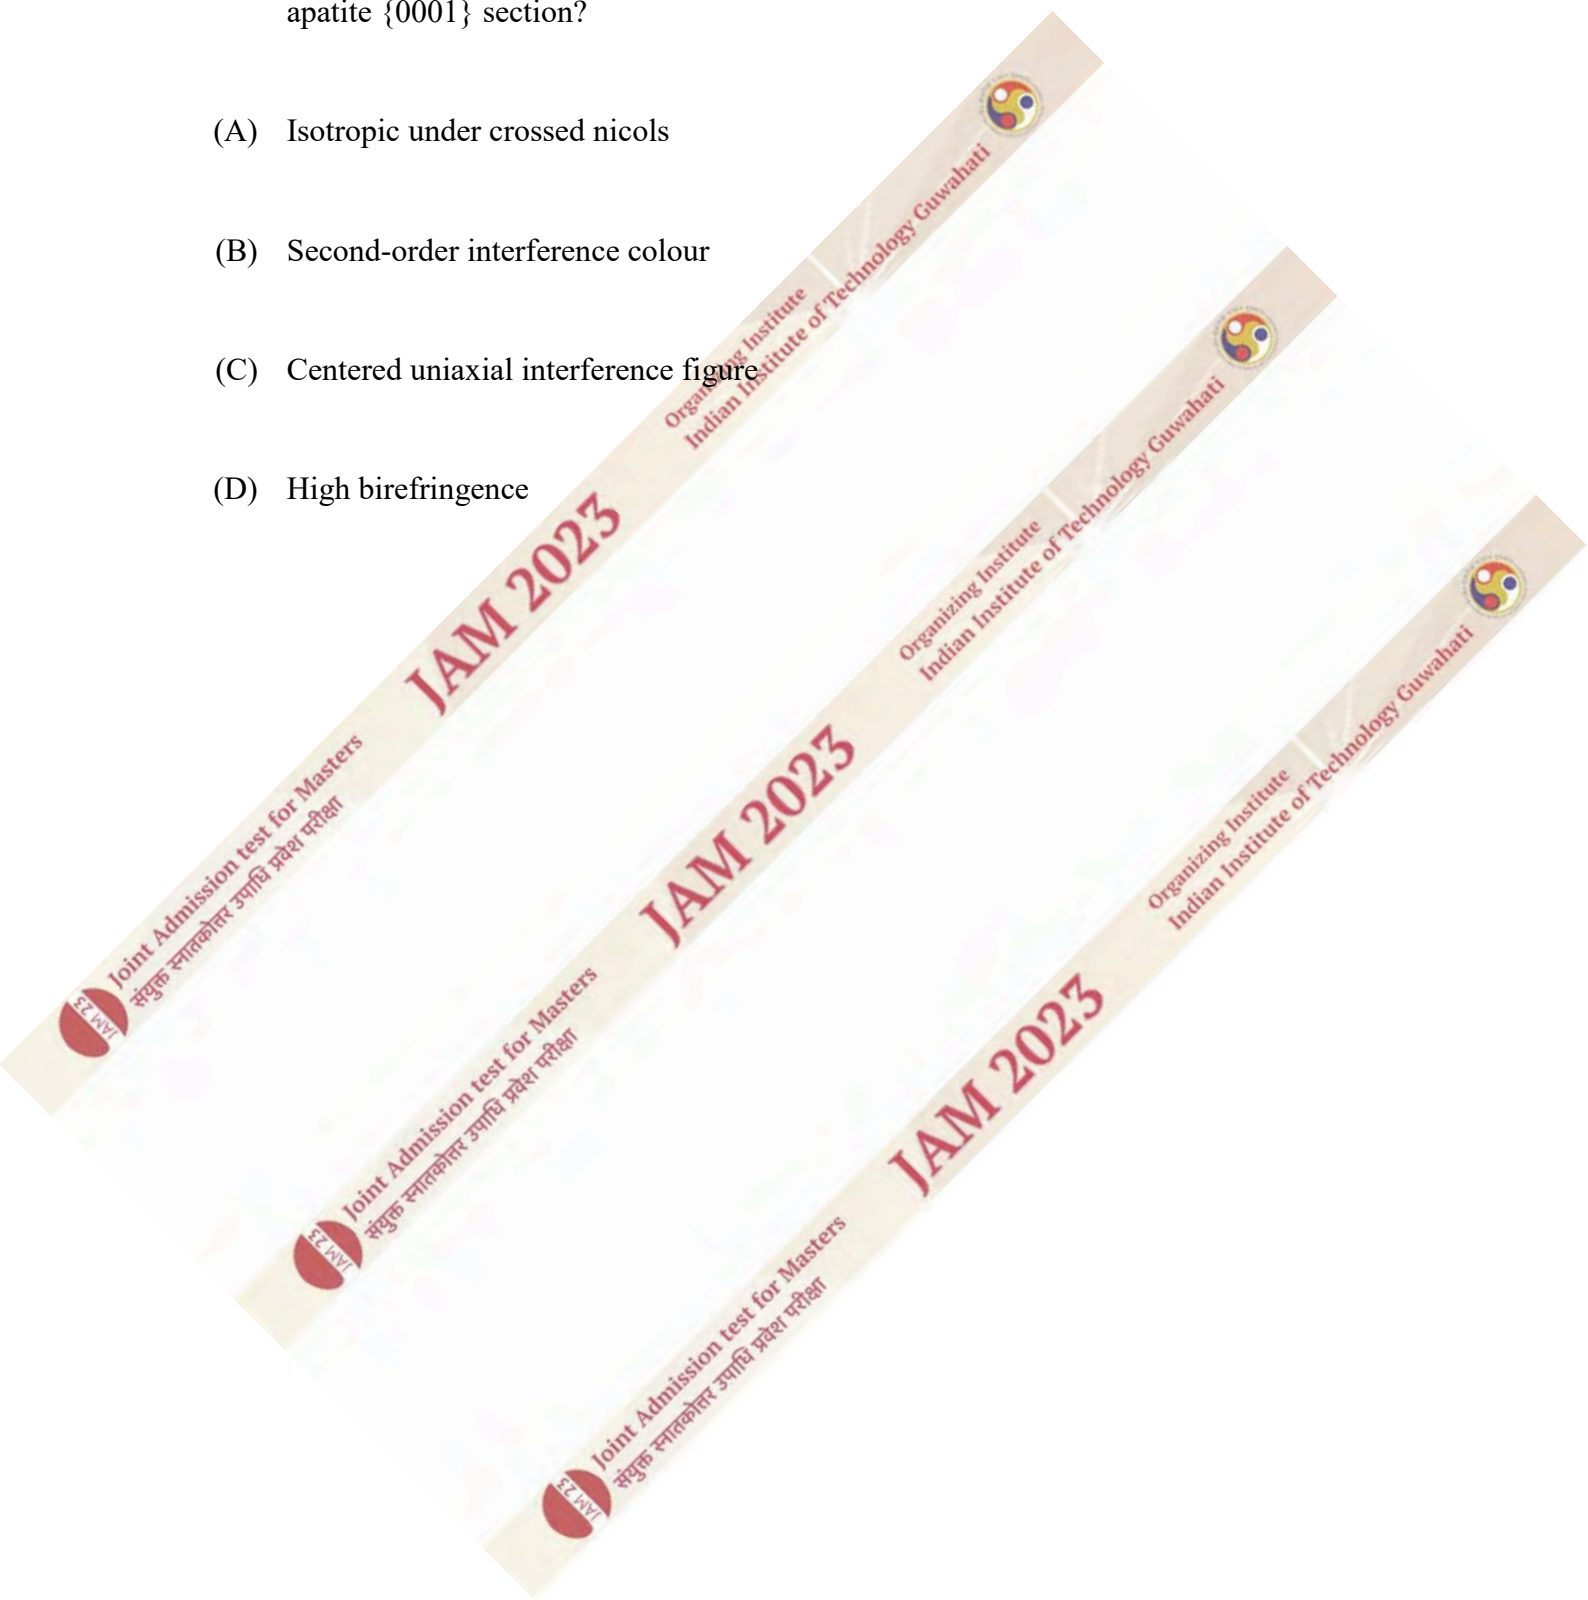 apatite {0001} section?
(A) Isotropic under crossed nicols
(B) Second-order interference colour
(C) Centered uniaxial interference figure
(D) High birefringence
JAM 23
Joint Admission test for Masters
संयुक्त स्नातकोत्तर उपाधि प्रवेश परीक्षा
JAM 2023
Organizing Institute
Indian Institute of Technology Guwahati
JAM 23
Joint Admission test for Masters
संयुक्त स्नातकोत्तर उपाधि प्रवेश परीक्षा
JAM 2023
Organizing Institute
Indian Institute of Technology Guwahati
JAM 23
Joint Admission test for Masters
संयुक्त स्नातकोत्तर उपाधि प्रवेश परीक्षा
JAM 2023
Organizing Institute
Indian Institute of Technology Guwahati